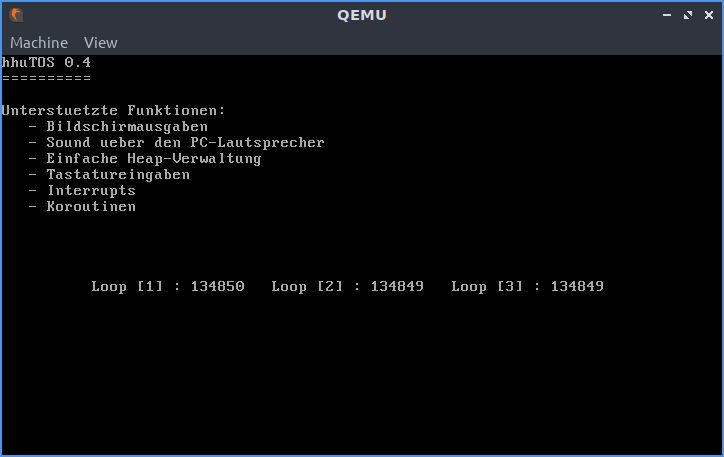 QEMU
Machine View
hhuTOS 0.4
==========
Unterstuetzte Funktionen:
- Bildschirmausgaben
- Sound ueber den PC-Lautsprecher
- Einfache Heap-Verwaltung
- Tastatureingaben
- Interrupts
- Koroutinen
Loop [1] : 134850 Loop [2] : 134849 Loop [3] : 134849